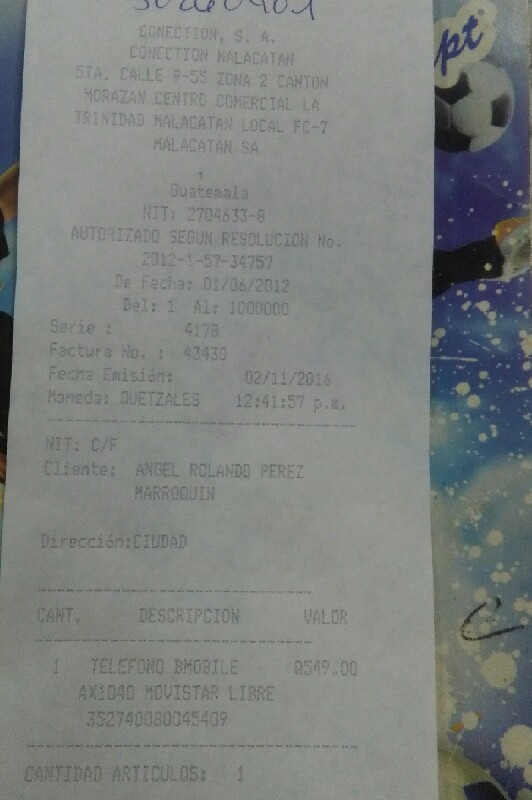 CONECTION, S. A.
CONECTION MALACATAN
5TA. CALLE 9-55 ZONA 2 CANTON
MORAZAN CENTRO COMERCIAL LA
TRINIDAD MALACATAN LOCAL FC-7
MALACATAN SA
,
Guatemala
NIT: 2704633-8
AUTORIZADO SEGUN RESOLUCION No.
2012-1-57-34757
De Fecha: 01/06/2012
Del: 1 Al: 1000000
Serie : 4178
Factura No. : 43430
Fecha Emisión: 02/11/2016
Moneda: QUETZALES 12:41:57 p.m.
NIT: C/F
Cliente: ANGEL ROLANDO PEREZ
MARROQUIN
Dirección:CIUDAD
CANT. DESCRIPCION VALOR
1 TELEFONO BMOBILE Q549.00
AX1040 MOVISTAR LIBRE
352740080045409
CANTIDAD ARTICULOS: 1
pt